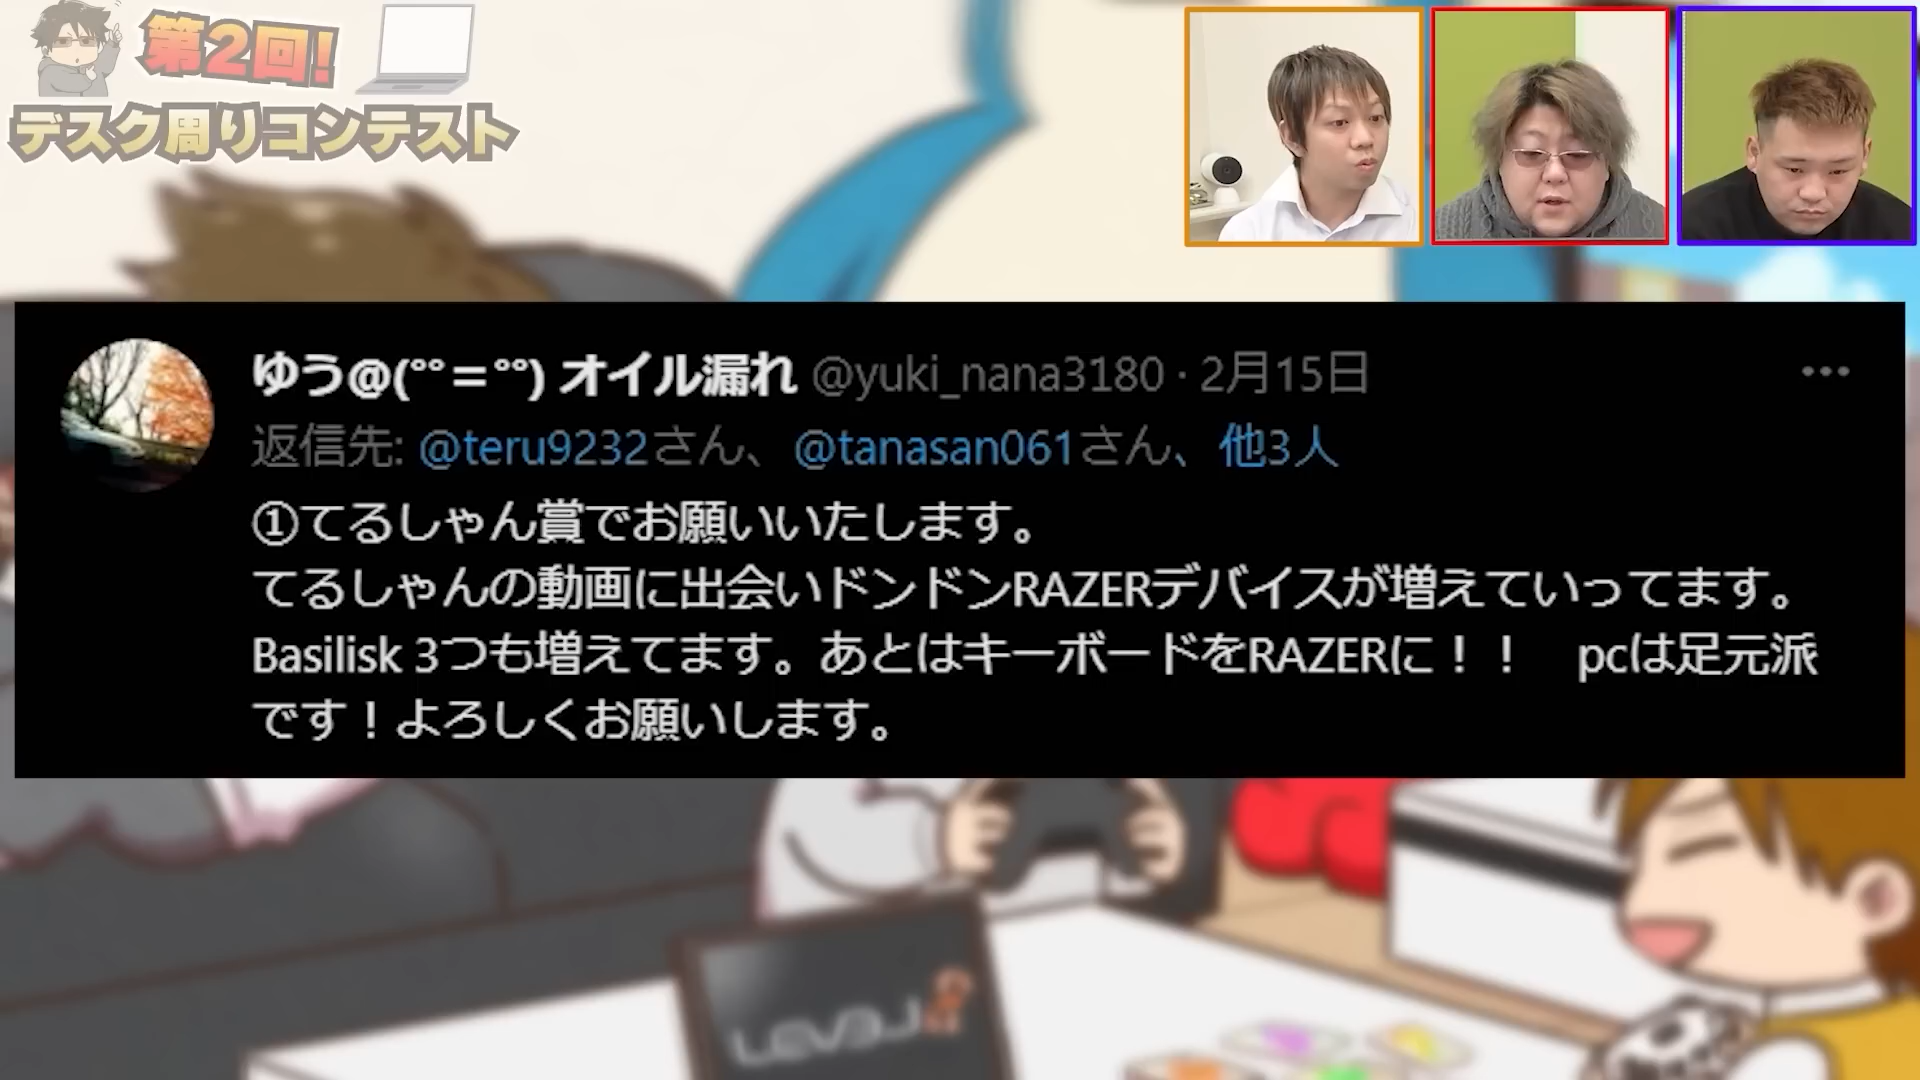 第2回!
デスク周りコンテスト
ゆう@(°°＝°°) オイル漏れ @yuki_nana3180・2月15日
返信先: @teru9232さん、 @tanasan061さん、他3人
①てるしゃん賞でお願いいたします。
てるしゃんの動画に出会いドンドンRAZERデバイスが増えていってます。
Basilisk 3つも増えてます。あとはキーボードをRAZERに！！　pcは足元派
です！よろしくお願いします。
LEVEL